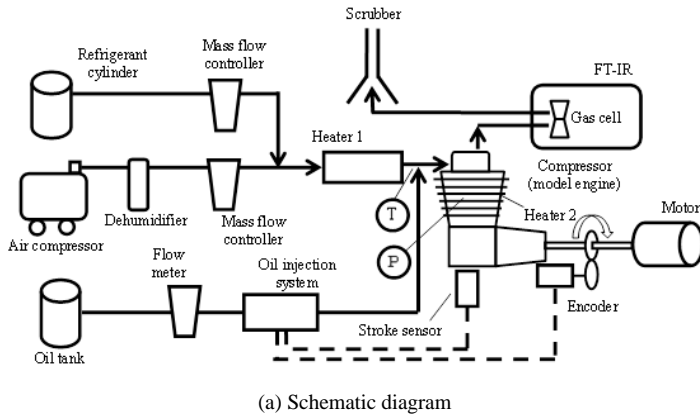 Scrubber
Refrigerant
cylinder
Mass flow
controller
FT-IR
Gas cell
Heater 1
Compressor
(model engine)
T
Heater 2
Motor
Dehumidifier
Mass flow
controller
Air compressor
P
Flow
meter
Oil injection
system
Encoder
Stroke sensor
Oil tank
(a) Schematic diagram